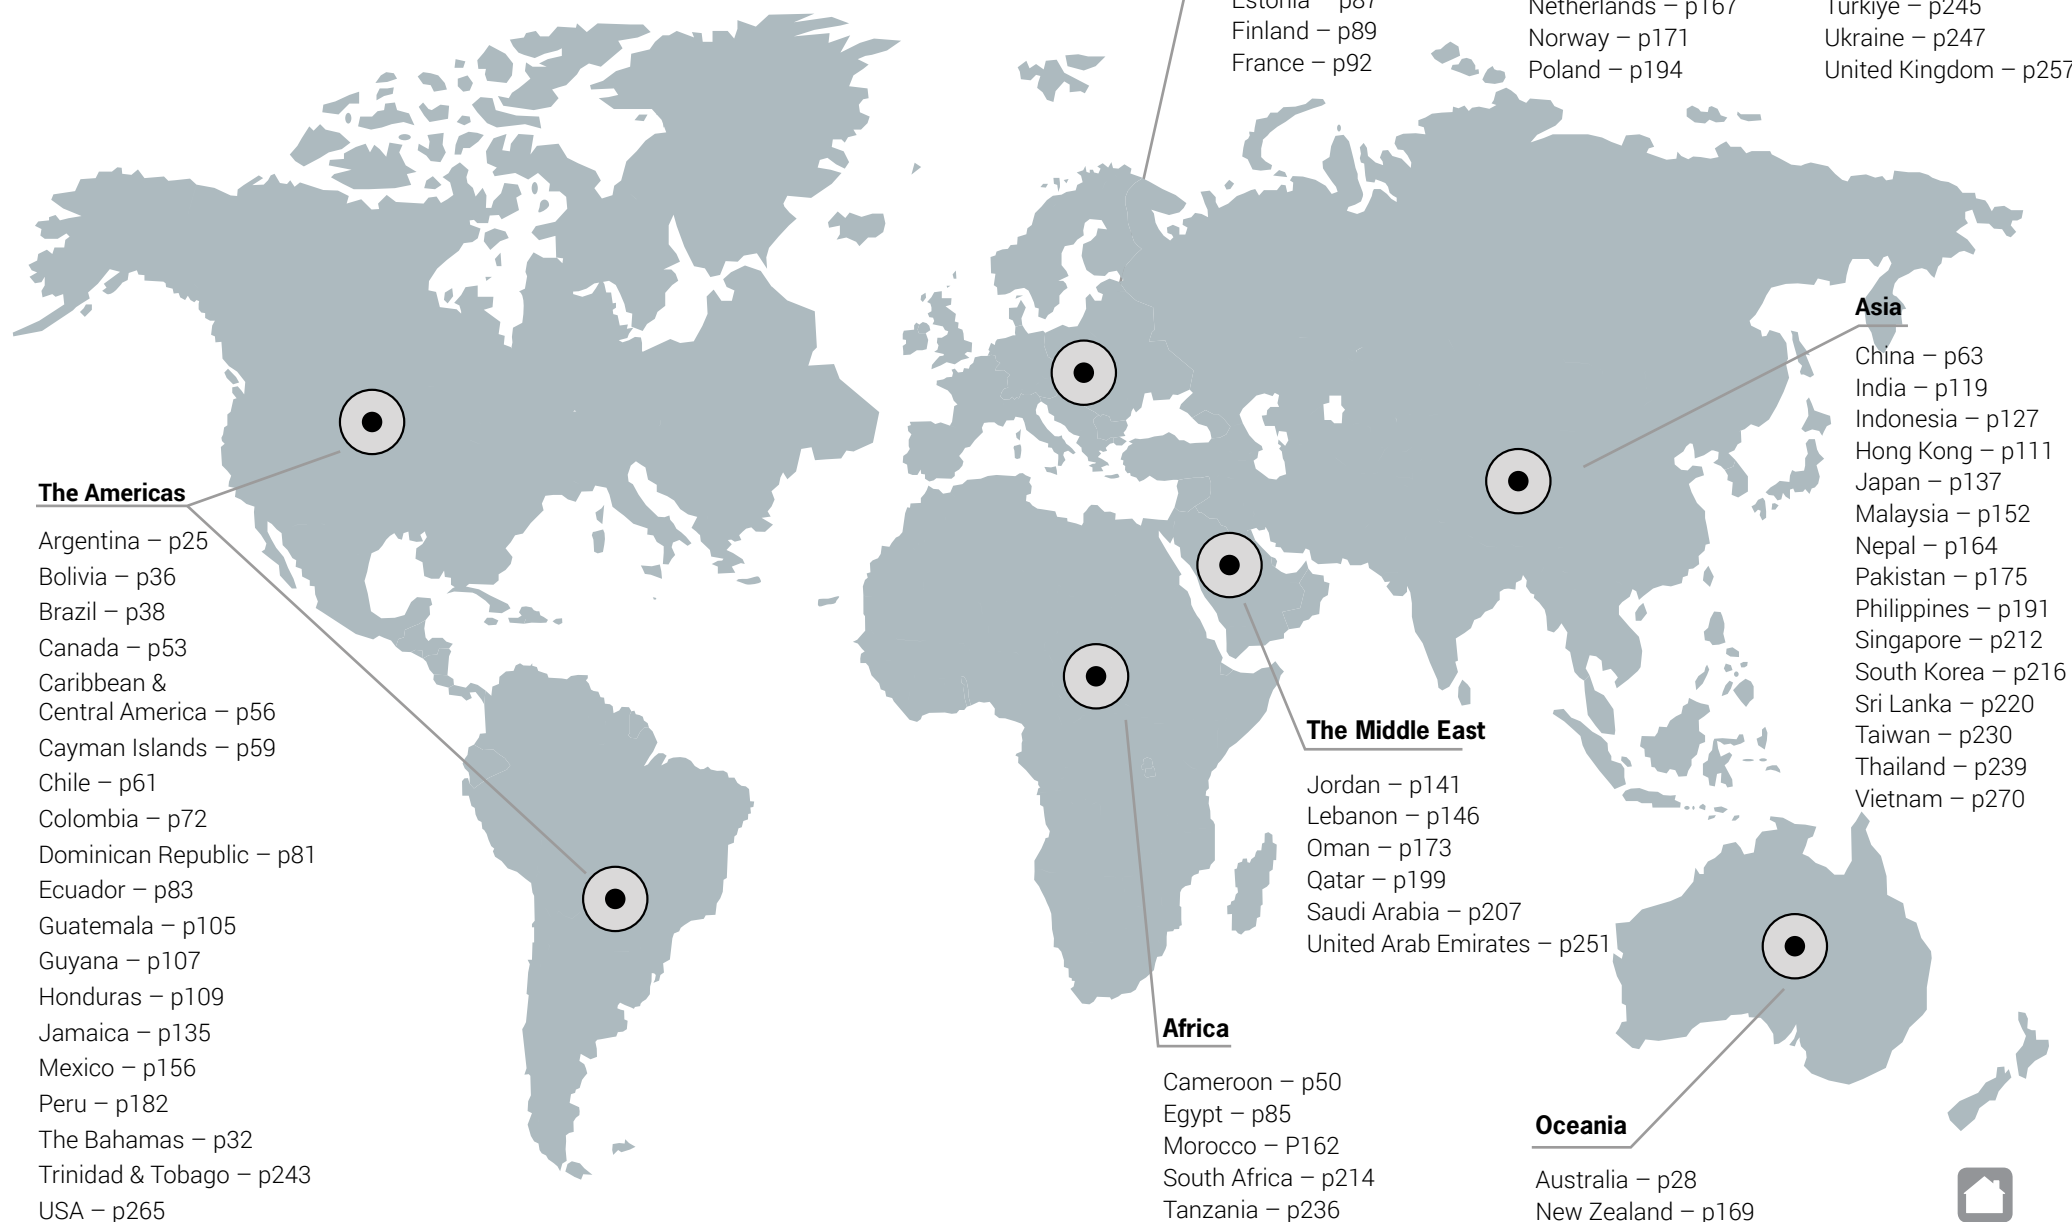 Estonia – p87
Finland – p89
France – p92
Netherlands – p167
Norway – p171
Poland – p194
Türkiye – p245
Ukraine – p247
United Kingdom – p257
The Americas
Argentina – p25
Bolivia – p36
Brazil – p38
Canada – p53
Caribbean &
Central America – p56
Cayman Islands – p59
Chile – p61
Colombia – p72
Dominican Republic – p81
Ecuador – p83
Guatemala – p105
Guyana – p107
Honduras – p109
Jamaica – p135
Mexico – p156
Peru – p182
The Bahamas – p32
Trinidad & Tobago – p243
USA – p265
Asia
China – p63
India – p119
Indonesia – p127
Hong Kong – p111
Japan – p137
Malaysia – p152
Nepal – p164
Pakistan – p175
Philippines – p191
Singapore – p212
South Korea – p216
Sri Lanka – p220
Taiwan – p230
Thailand – p239
Vietnam – p270
The Middle East
Jordan – p141
Lebanon – p146
Oman – p173
Qatar – p199
Saudi Arabia – p207
United Arab Emirates – p251
Africa
Cameroon – p50
Egypt – p85
Morocco – P162
South Africa – p214
Tanzania – p236
Oceania
Australia – p28
New Zealand – p169